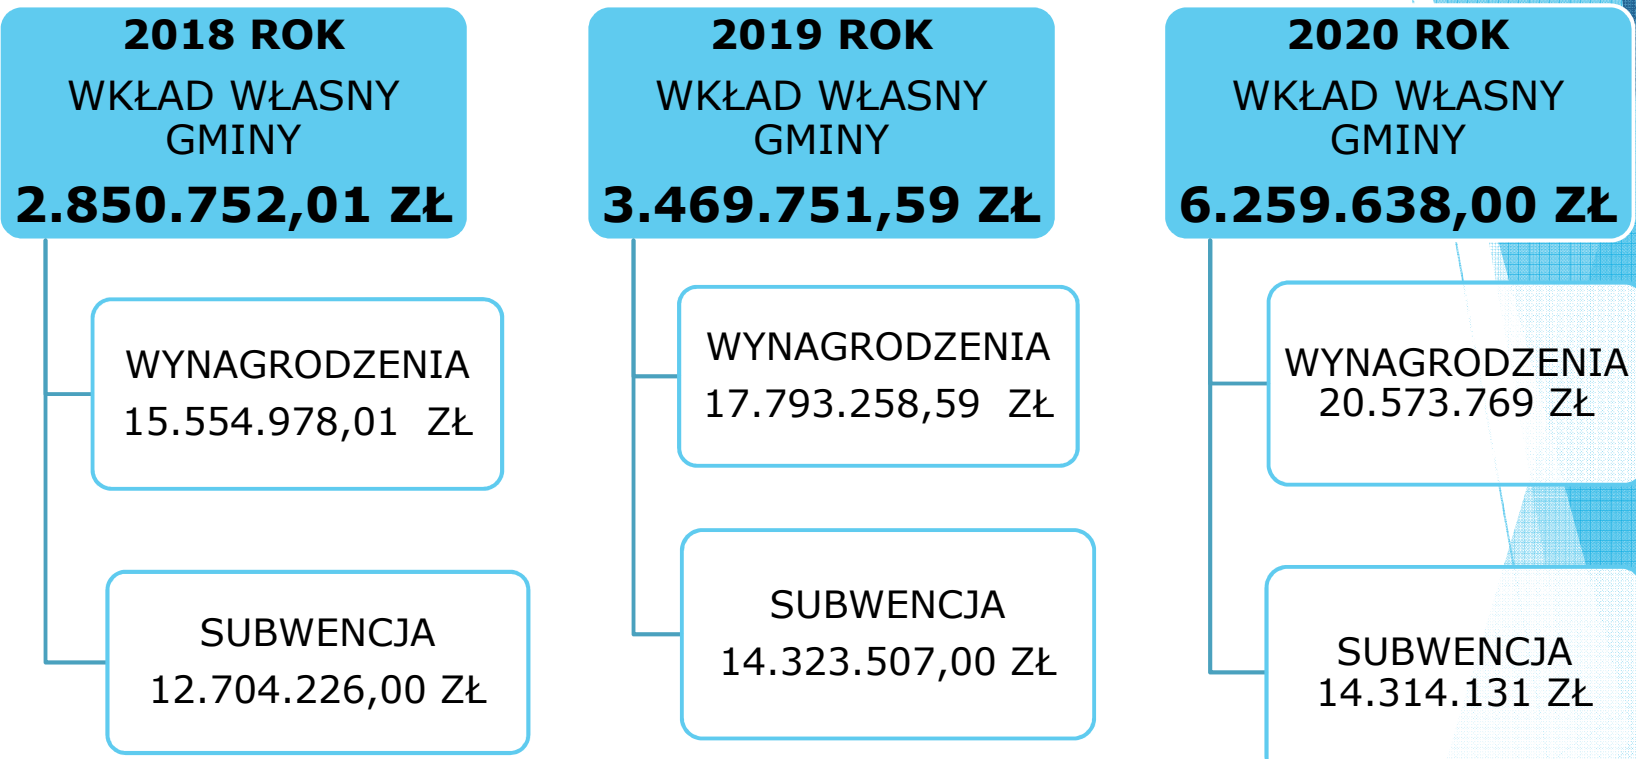 2018 ROK
WKŁAD WŁASNY
GMINY
2.850.752,01 ZŁ
WYNAGRODZENIA
15.554.978,01 ZŁ
SUBWENCJA
12.704.226,00 ZŁ
2019 ROK
WKŁAD WŁASNY
GMINY
3.469.751,59 ZŁ
WYNAGRODZENIA
17.793.258,59 ZŁ
SUBWENCJA
14.323.507,00 ZŁ
2020 ROK
WKŁAD WŁASNY
GMINY
6.259.638,00 ZŁ
WYNAGRODZENIA
20.573.769 ZŁ
SUBWENCJA
14.314.131 ZŁ